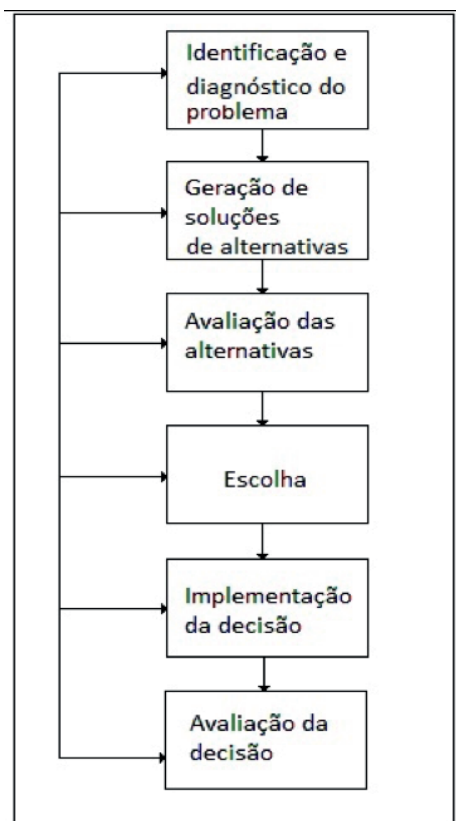 Identificação e
diagnóstico do
problema
Geração de
soluções
de alternativas
Avaliação das
alternativas
Escolha
Implementação
da decisão
Avaliação da
decisão